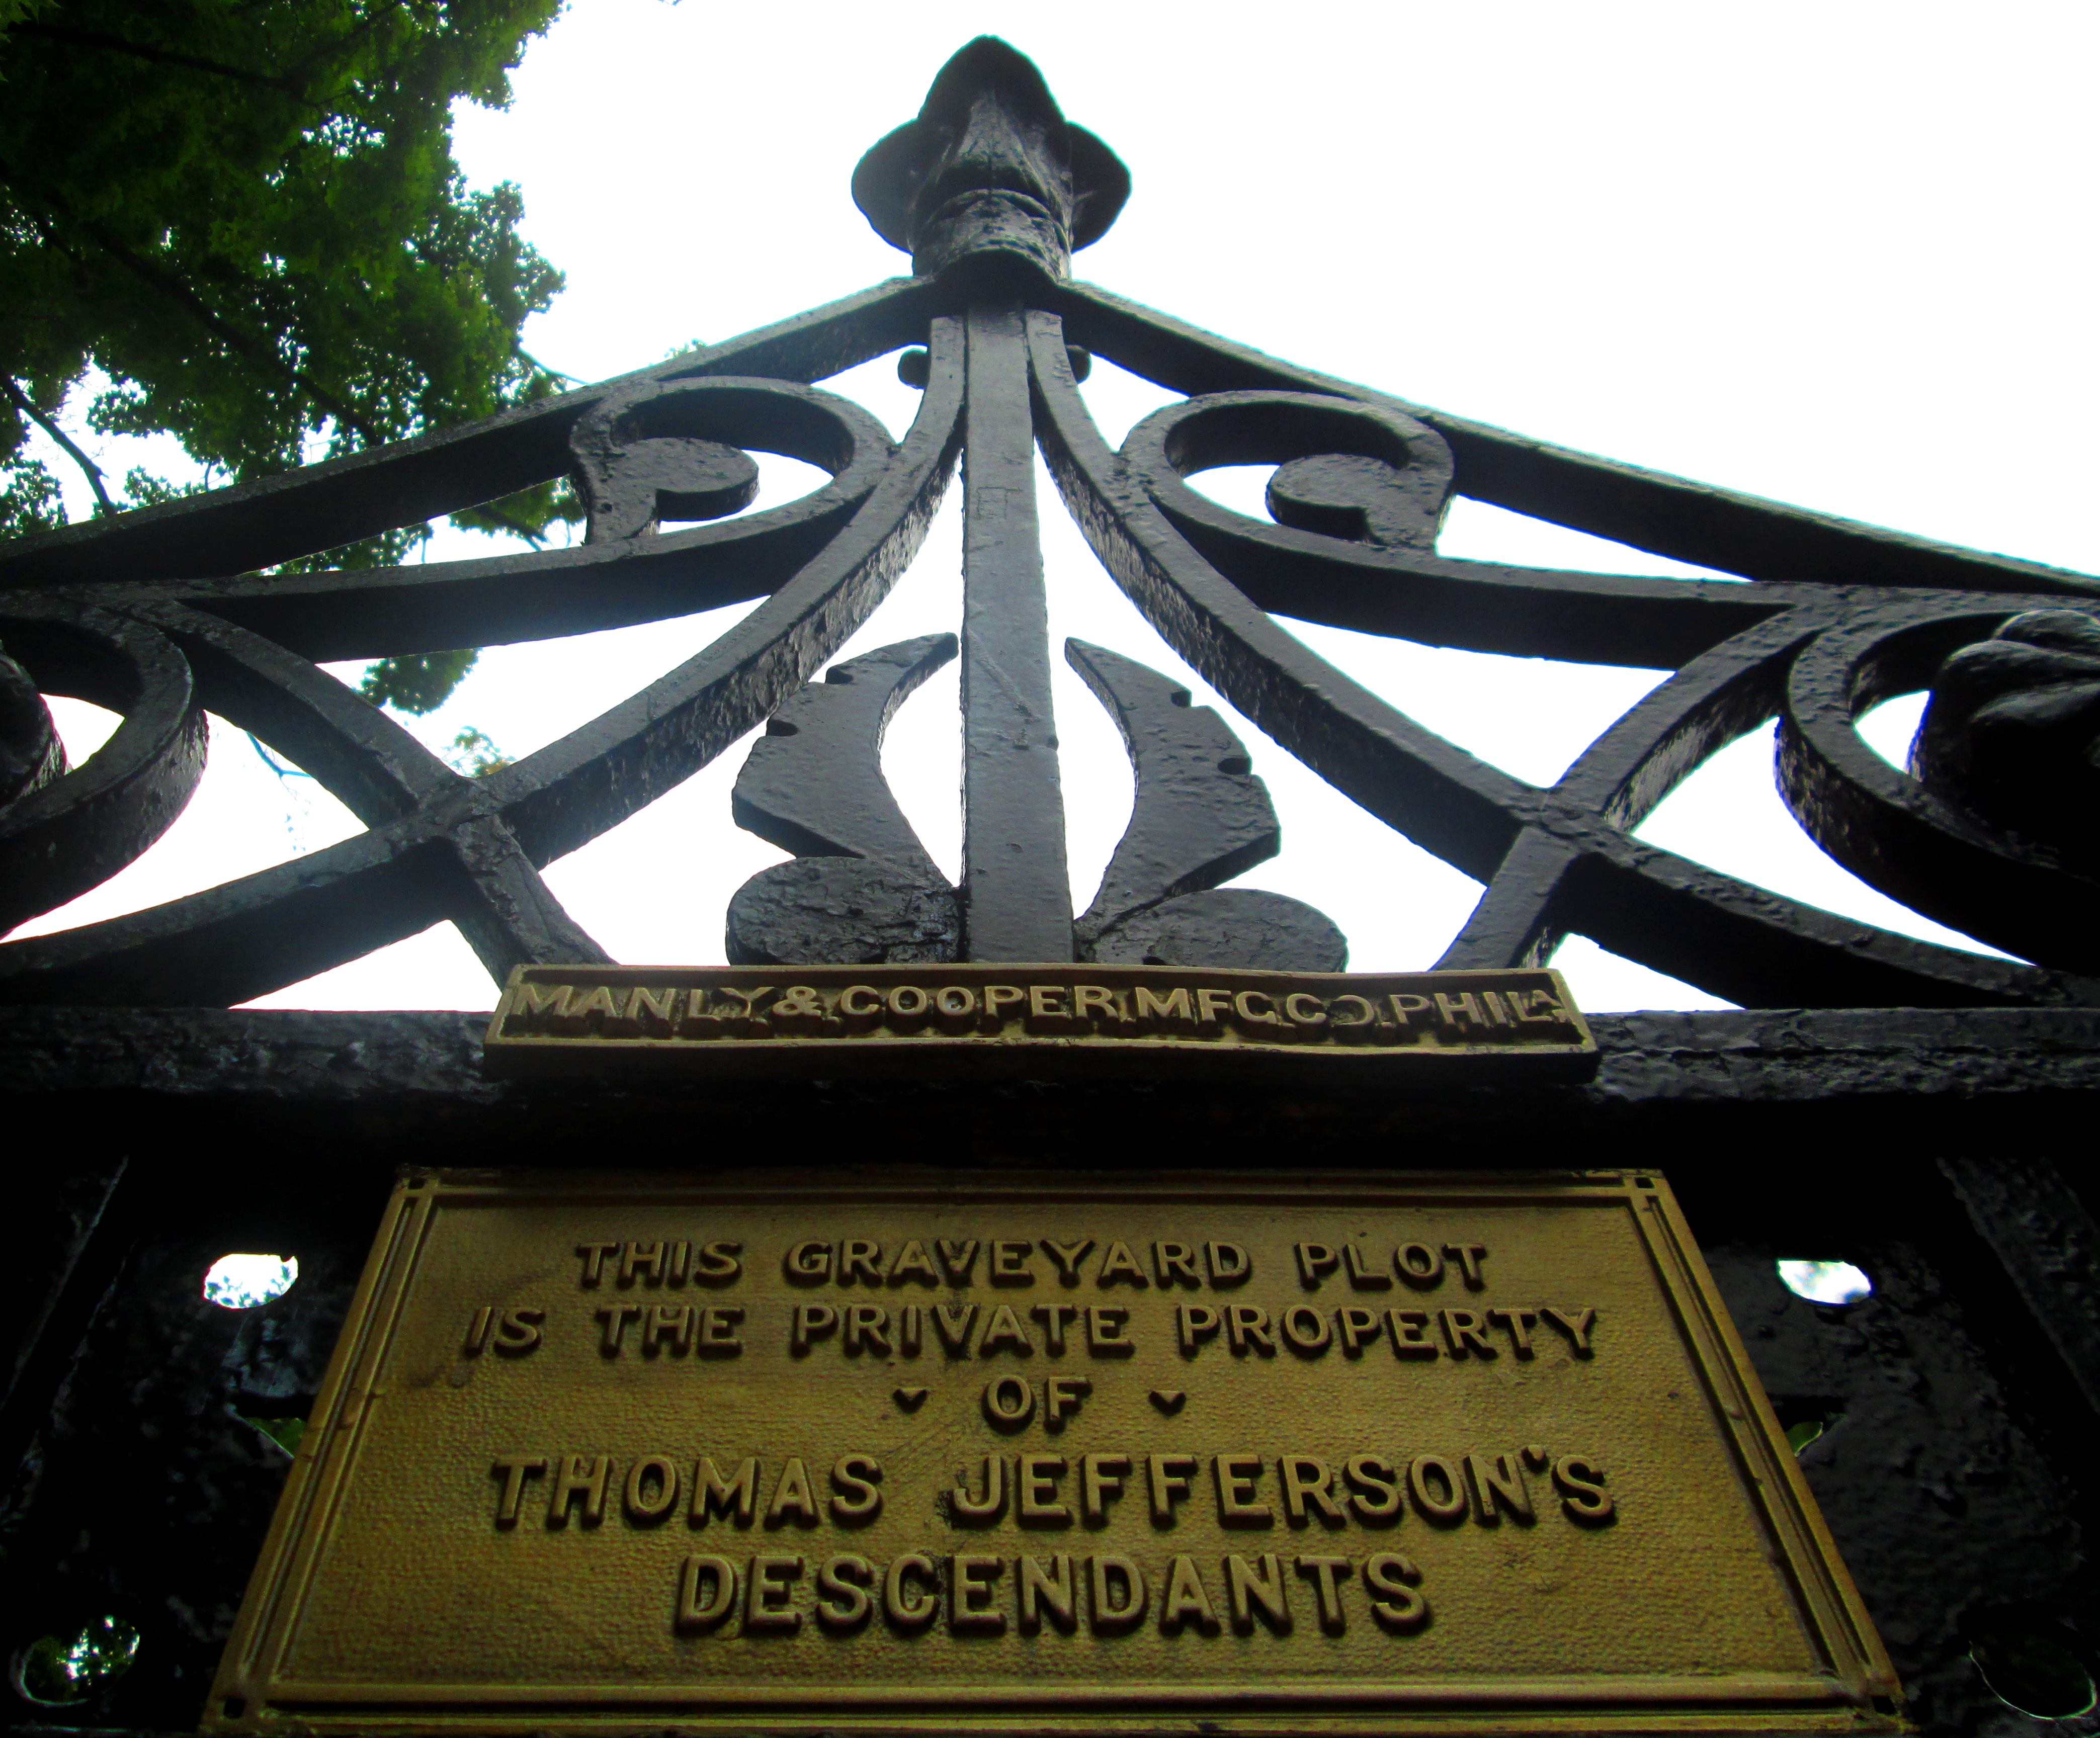 MANLY & COOPER MFG CO. PHILA
THIS GRAVEYARD PLOT
IS THE PRIVATE PROPERTY
OF
THOMAS JEFFERSON'S
DESCENDANTS